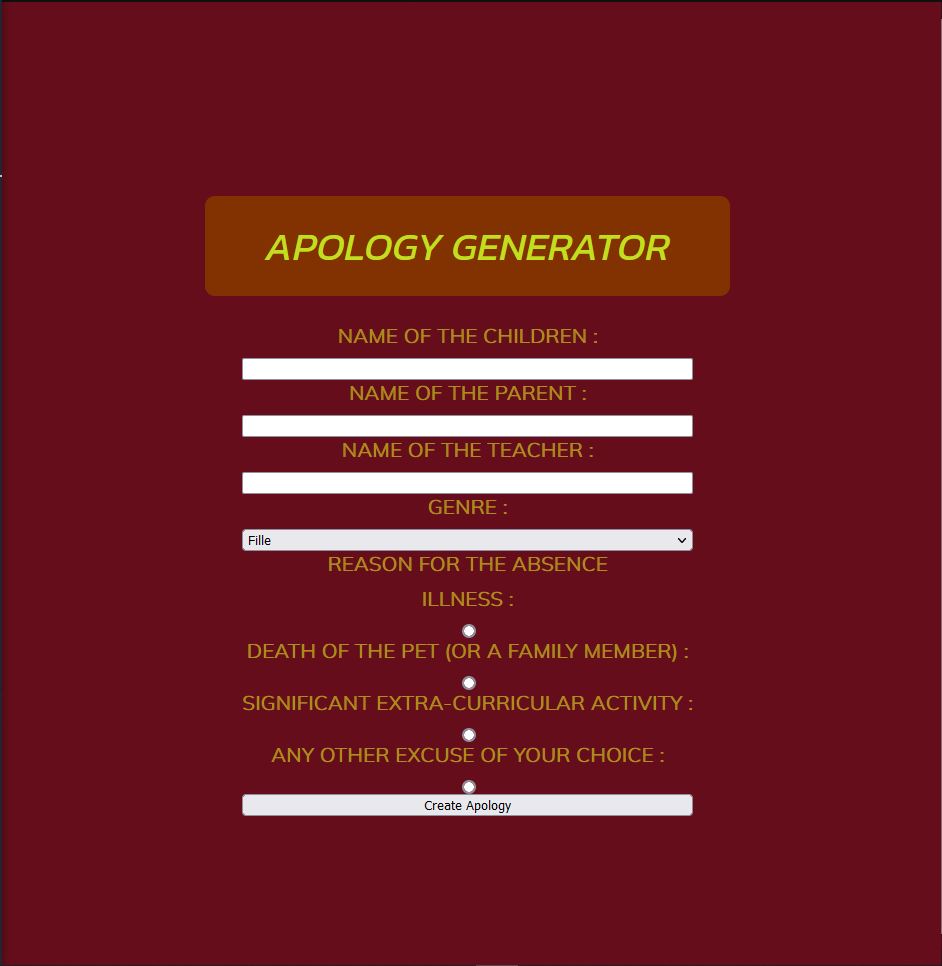 APOLOGY GENERATOR
NAME OF THE CHILDREN :
NAME OF THE PARENT :
NAME OF THE TEACHER :
GENRE :
Fille
REASON FOR THE ABSENCE
ILLNESS :
DEATH OF THE PET (OR A FAMILY MEMBER) :
SIGNIFICANT EXTRA-CURRICULAR ACTIVITY :
ANY OTHER EXCUSE OF YOUR CHOICE :
Create Apology